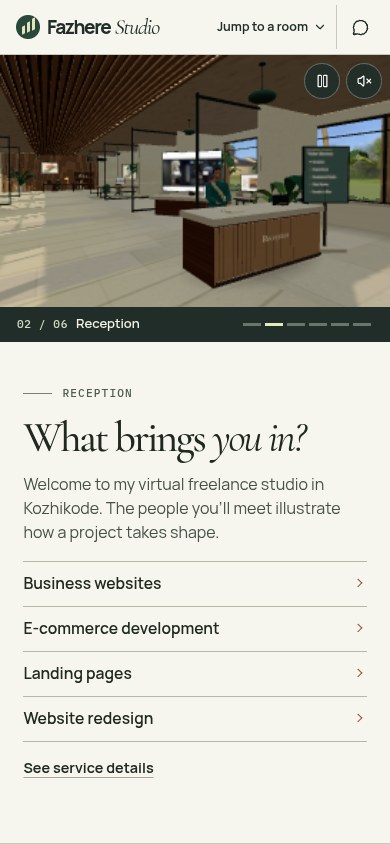 Fazhere Studio
Jump to a room
02 / 06 Reception
RECEPTION
What brings you in?
Welcome to my virtual freelance studio in
Kozhikode. The people you'll meet illustrate
how a project takes shape.
Business websites
E-commerce development
Landing pages
Website redesign
See service details